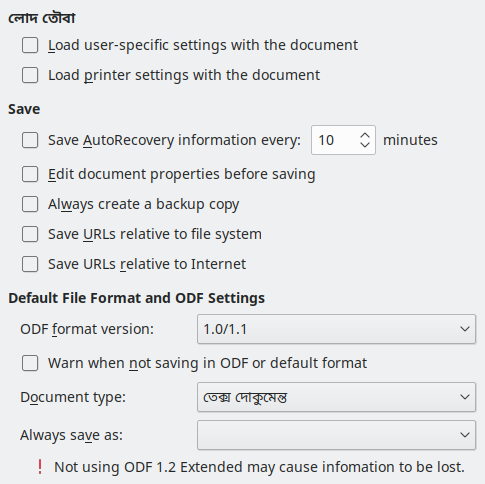 লোদ তৌবা
Load user-specific settings with the document
Load printer settings with the document
Save
Save AutoRecovery information every: 10 minutes
Edit document properties before saving
Always create a backup copy
Save URLs relative to file system
Save URLs relative to Internet
Default File Format and ODF Settings
ODF format version: 1.0/1.1
Warn when not saving in ODF or default format
Document type: তেক্স দোকুমেন্ত
Always save as:
! Not using ODF 1.2 Extended may cause infomation to be lost.